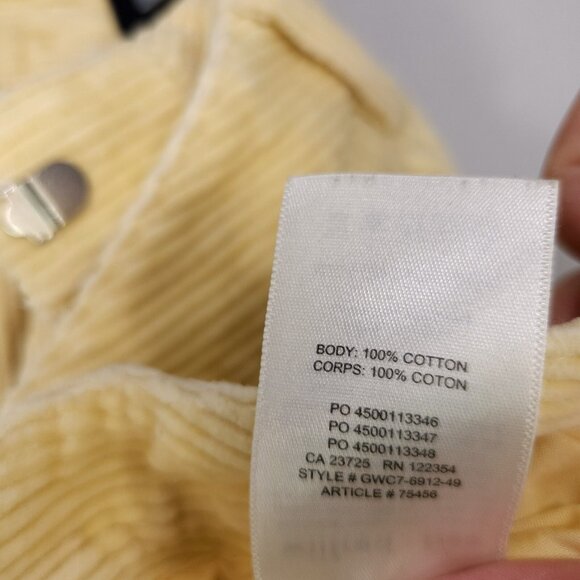 BODY: 100% COTTON
CORPS: 100% COTON
PO 4500113346
PO 4500113347
PO 4500113348
CA 23725 RN 122354
STYLE # GWC7-6912-49
ARTICLE # 75456